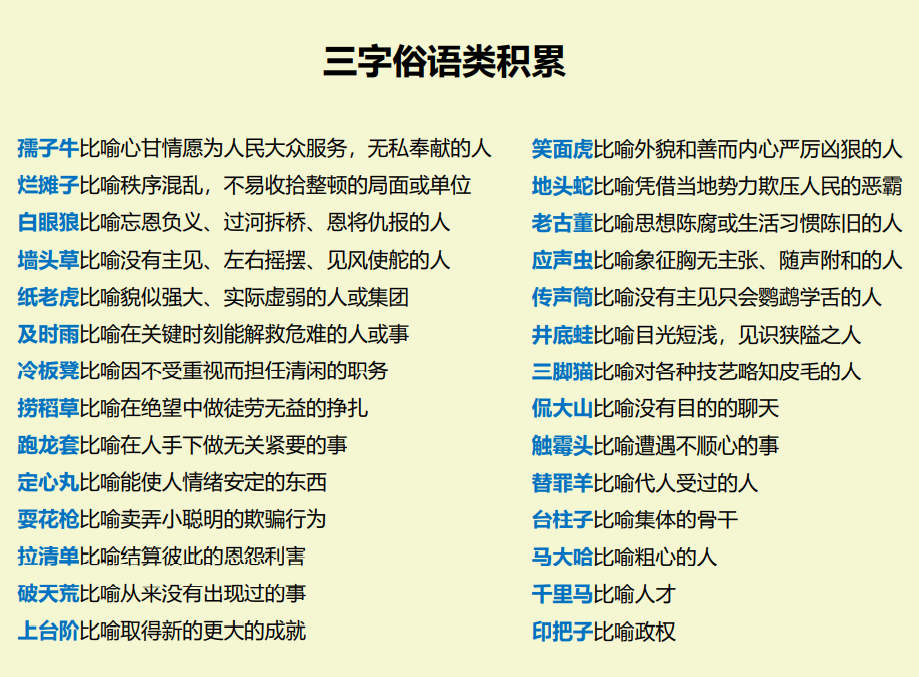 三字俗语类积累
孺子牛比喻心甘情愿为人民大众服务，无私奉献的人
烂摊子比喻秩序混乱，不易收拾整顿的局面或单位
白眼狼比喻忘恩负义、过河拆桥、恩将仇报的人
墙头草比喻没有主见、左右摇摆、见风使舵的人
纸老虎比喻貌似强大、实际虚弱的人或集团
及时雨比喻在关键时刻能解救危难的人或事
冷板凳比喻因不受重视而担任清闲的职务
捞稻草比喻在绝望中做徒劳无益的挣扎
跑龙套比喻在人手下做无关紧要的事
定心丸比喻能使人情绪安定的东西
耍花枪比喻卖弄小聪明的欺骗行为
拉清单比喻结算彼此的恩怨利害
破天荒比喻从来没有出现过的事
上台阶比喻取得新的更大的成就
笑面虎比喻外貌和善而内心严厉凶狠的人
地头蛇比喻凭借当地势力欺压人民的恶霸
老古董比喻思想陈腐或生活习惯陈旧的人
应声虫比喻象征胸无主张、随声附和的人
传声筒比喻没有主见只会鹦鹉学舌的人
井底蛙比喻目光短浅，见识狭隘之人
三脚猫比喻对各种技艺略知皮毛的人
侃大山比喻没有目的的聊天
触霉头比喻遭遇不顺心的事
替罪羊比喻代人受过的人
台柱子比喻集体的骨干
马大哈比喻粗心的人
千里马比喻人才
印把子比喻政权